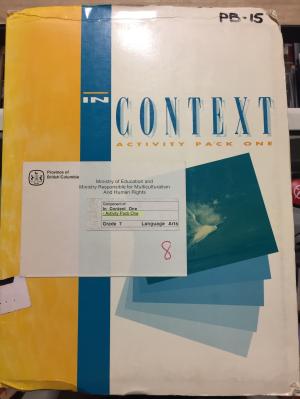 PB-15
IN
CONTEXT
ACTIVITY PACK ONE
Province of
British Columbia
Ministry of Education and
Ministry Responsible for Multiculturalism
And Human Rights
Component of:
In Context One
- Activity Pack One
Grade 7 Language Arts
8